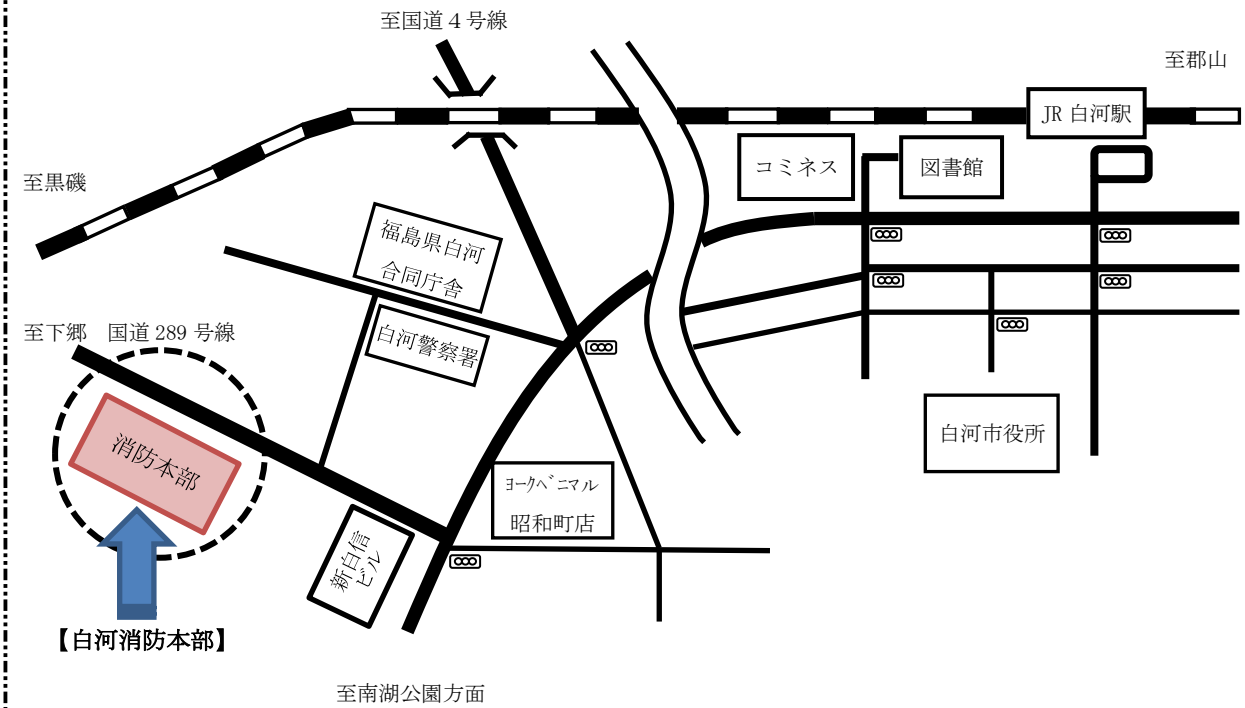 至国道４号線
至郡山
JR 白河駅
コミネス
図書館
至黒磯
福島県白河
合同庁舎
至下郷　国道 289 号線
白河警察署
白河市役所
消防本部
ﾖｰｸﾍﾞﾆﾏﾙ
昭和町店
新白信
ビル
【白河消防本部】
至南湖公園方面